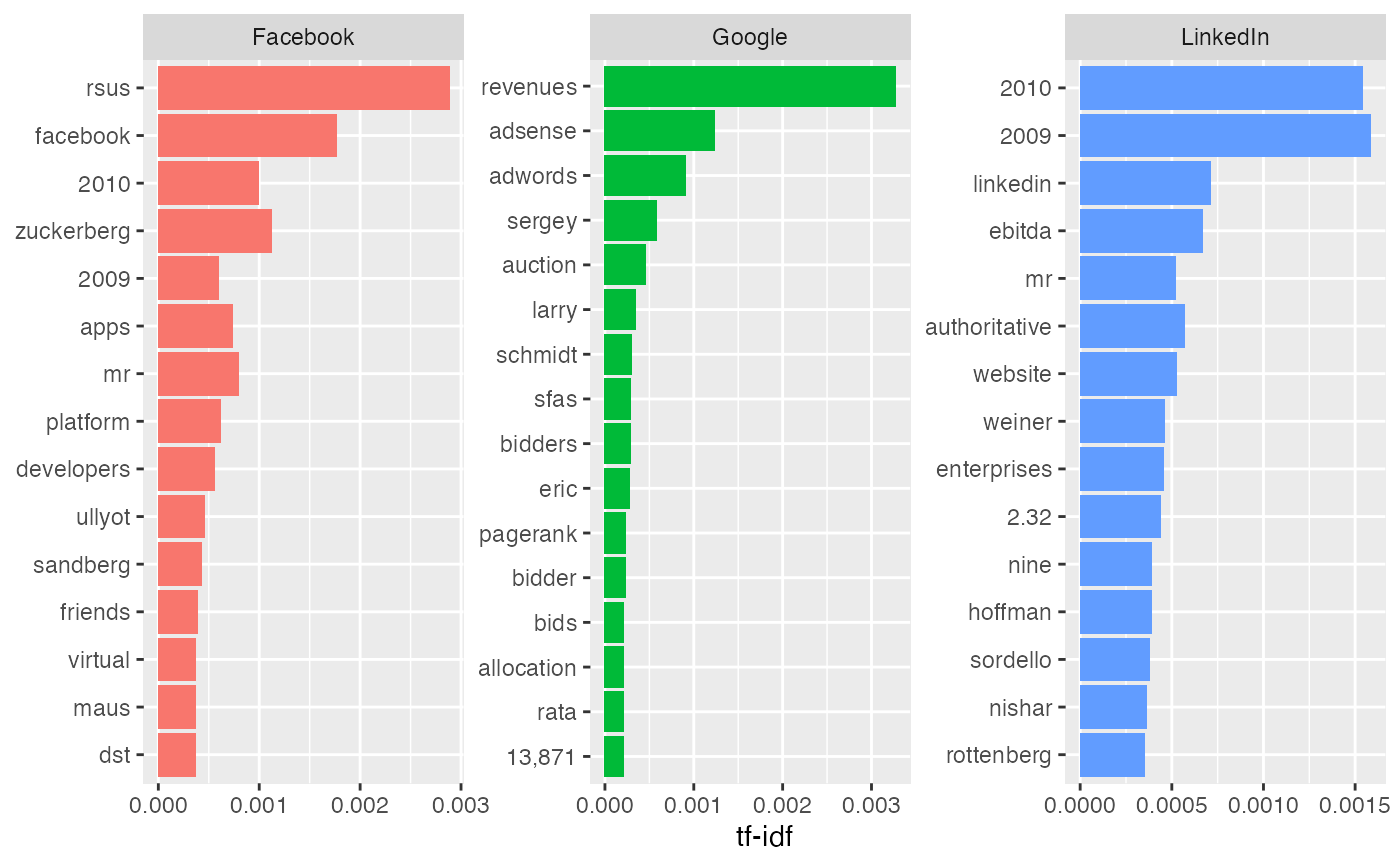 Facebook
rsus
facebook
2010
zuckerberg
2009
apps
mr
platform
developers
ullyot
sandberg
friends
virtual
maus
dst
0.000 0.001 0.002 0.003
Google
revenues
adsense
adwords
sergey
auction
larry
schmidt
sfas
bidders
eric
pagerank
bidder
bids
allocation
rata
13,871
0.000 0.001 0.002 0.003
LinkedIn
2010
2009
linkedin
ebitda
mr
authoritative
website
weiner
enterprises
2.32
nine
hoffman
sordello
nishar
rottenberg
0.0000 0.0005 0.0010 0.0015
tf-idf